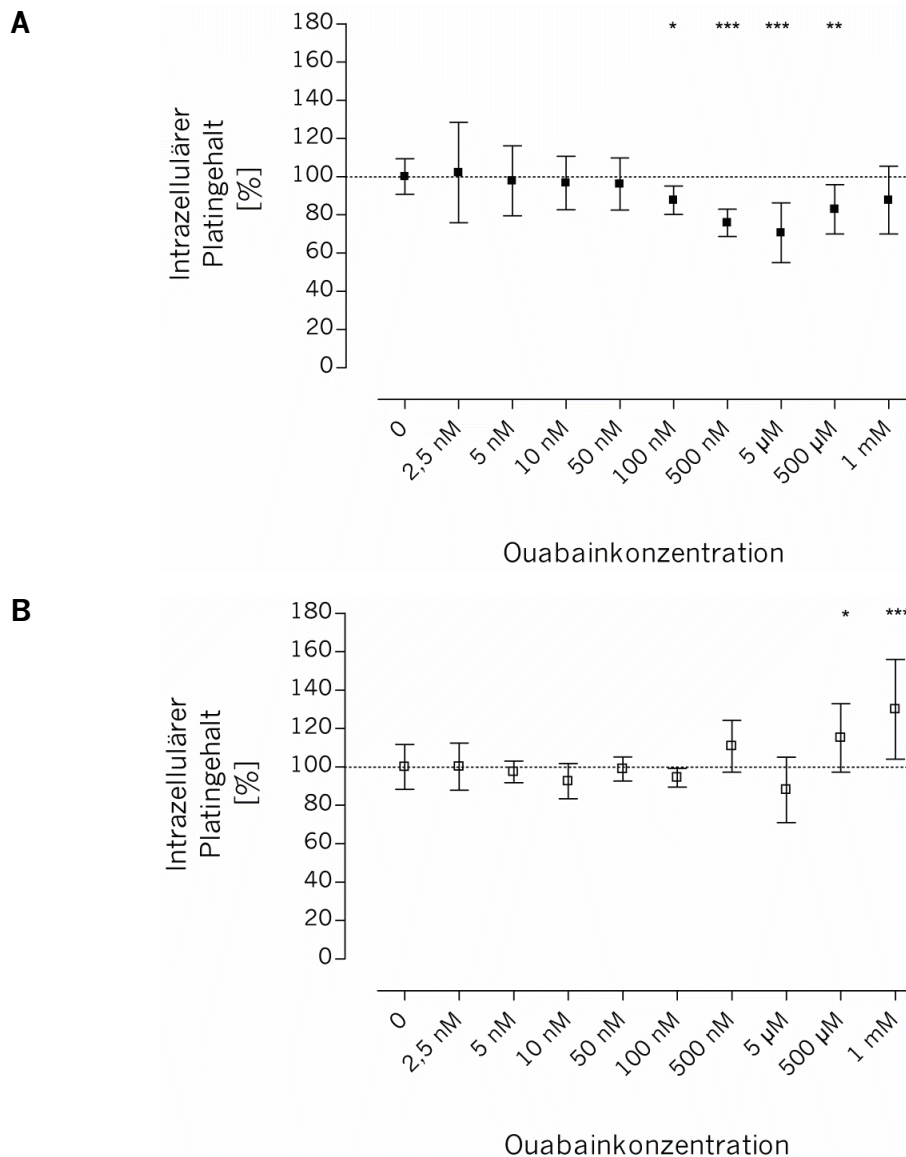 A
180
* *** *** **
160
140
120
100
80
60
40
20
0
Intrazellulärer
Platingehalt
[%]
0 2,5 nM 5 nM 10 nM 50 nM 100 nM 500 nM 5 µM 500 µM 1 mM
Ouabainkonzentration
B
180
* ***
160
140
120
100
80
60
40
20
0
Intrazellulärer
Platingehalt
[%]
0 2,5 nM 5 nM 10 nM 50 nM 100 nM 500 nM 5 µM 500 µM 1 mM
Ouabainkonzentration